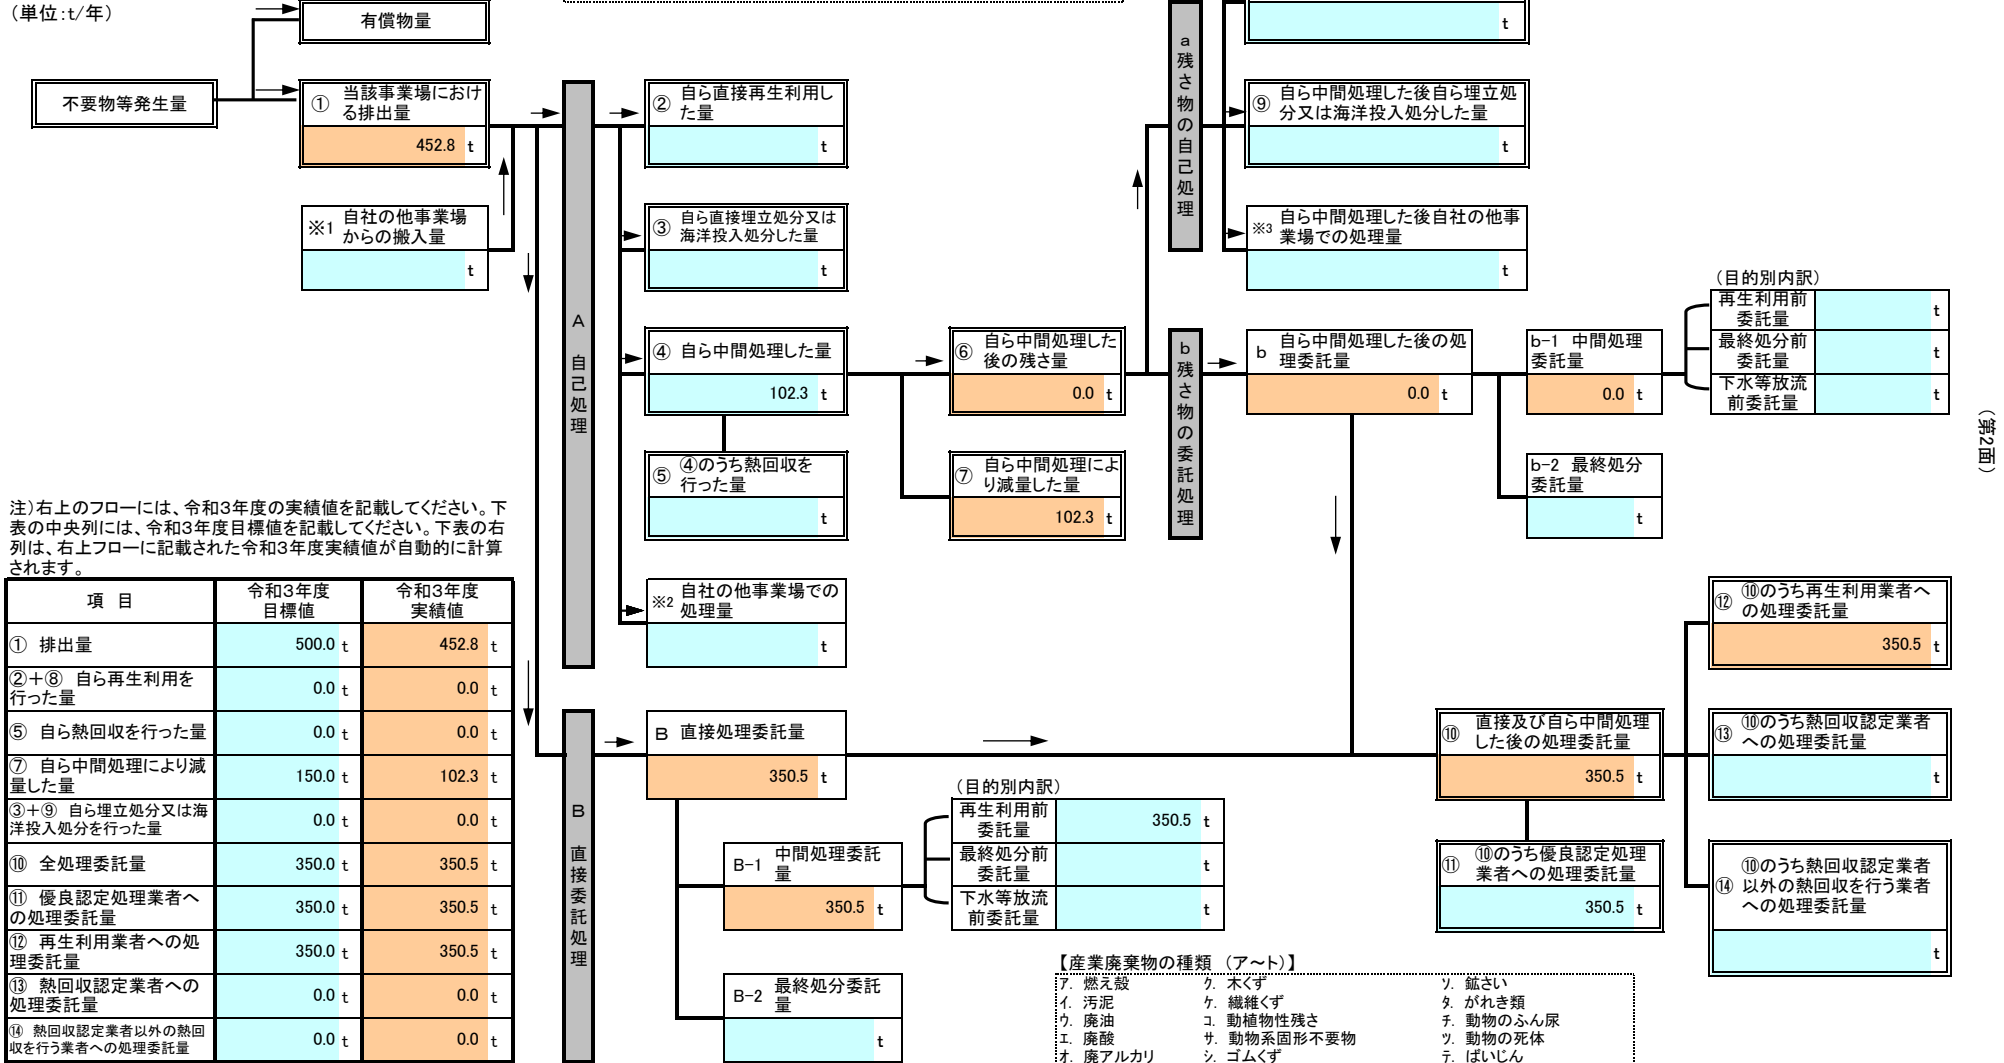 （単位：t/年）
有償物量
不要物等発生量
① 当該事業場におけ
る排出量
452.8 t
※1 自社の他事業場
からの搬入量
t
A 自己処理
② 自ら直接再生利用し
た量
t
③ 自ら直接埋立処分又は
海洋投入処分した量
t
④ 自ら中間処理した量
102.3 t
⑤ ④のうち熱回収を
行った量
t
※2 自社の他事業場での
処理量
t
⑥ 自ら中間処理した
後の残さ量
0.0 t
⑦ 自ら中間処理によ
り減量した量
102.3 t
a 残さ物の自己処理
t
⑨ 自ら中間処理した後自ら埋立処
分又は海洋投入処分した量
t
※3 自ら中間処理した後自社の他事
業場での処理量
t
b 残さ物の委託処理
b 自ら中間処理した後の処
理委託量
0.0 t
b-1 中間処理
委託量
0.0 t
b-2 最終処分
委託量
t
（目的別内訳）
再生利用前
委託量
t
最終処分前
委託量
t
下水等放流
前委託量
t
（第2面）
注）右上のフローには、令和3年度の実績値を記載してください。下
表の中央列には、令和3年度目標値を記載してください。下表の右
列は、右上フローに記載された令和3年度実績値が自動的に計算
されます。
項 目
令和3年度
目標値
令和3年度
実績値
① 排出量 500.0 t 452.8 t
②＋⑧ 自ら再生利用を
行った量 0.0 t 0.0 t
⑤ 自ら熱回収を行った量 0.0 t 0.0 t
⑦ 自ら中間処理により減
量した量 150.0 t 102.3 t
③＋⑨ 自ら埋立処分又は海
洋投入処分を行った量 0.0 t 0.0 t
⑩ 全処理委託量 350.0 t 350.5 t
⑪ 優良認定処理業者へ
の処理委託量 350.0 t 350.5 t
⑫ 再生利用業者への処
理委託量 350.0 t 350.5 t
⑬ 熱回収認定業者への
処理委託量 0.0 t 0.0 t
⑭ 熱回収認定業者以外の熱回
収を行う業者への処理委託量 0.0 t 0.0 t
B 直接委託処理
B 直接処理委託量
350.5 t
B-1 中間処理委託
量
350.5 t
B-2 最終処分委託
量
t
（目的別内訳）
再生利用前
委託量
350.5 t
最終処分前
委託量
t
下水等放流
前委託量
t
⑩ 直接及び自ら中間処理
した後の処理委託量
350.5 t
⑪ ⑩のうち優良認定処理
業者への処理委託量
350.5 t
⑫ ⑩のうち再生利用業者へ
の処理委託量
350.5 t
⑬ ⑩のうち熱回収認定業者
への処理委託量
t
⑭ ⑩のうち熱回収認定業者
以外の熱回収を行う業者
への処理委託量
t
【産業廃棄物の種類 （ア～ト）】
ア. 燃え殻 ク. 木くず ソ. 鉱さい
イ. 汚泥 ケ. 繊維くず タ. がれき類
ウ. 廃油 コ. 動植物性残さ チ. 動物のふん尿
エ. 廃酸 サ. 動物系固形不要物 ツ. 動物の死体
オ. 廃アルカリ シ. ゴムくず テ. ばいじん